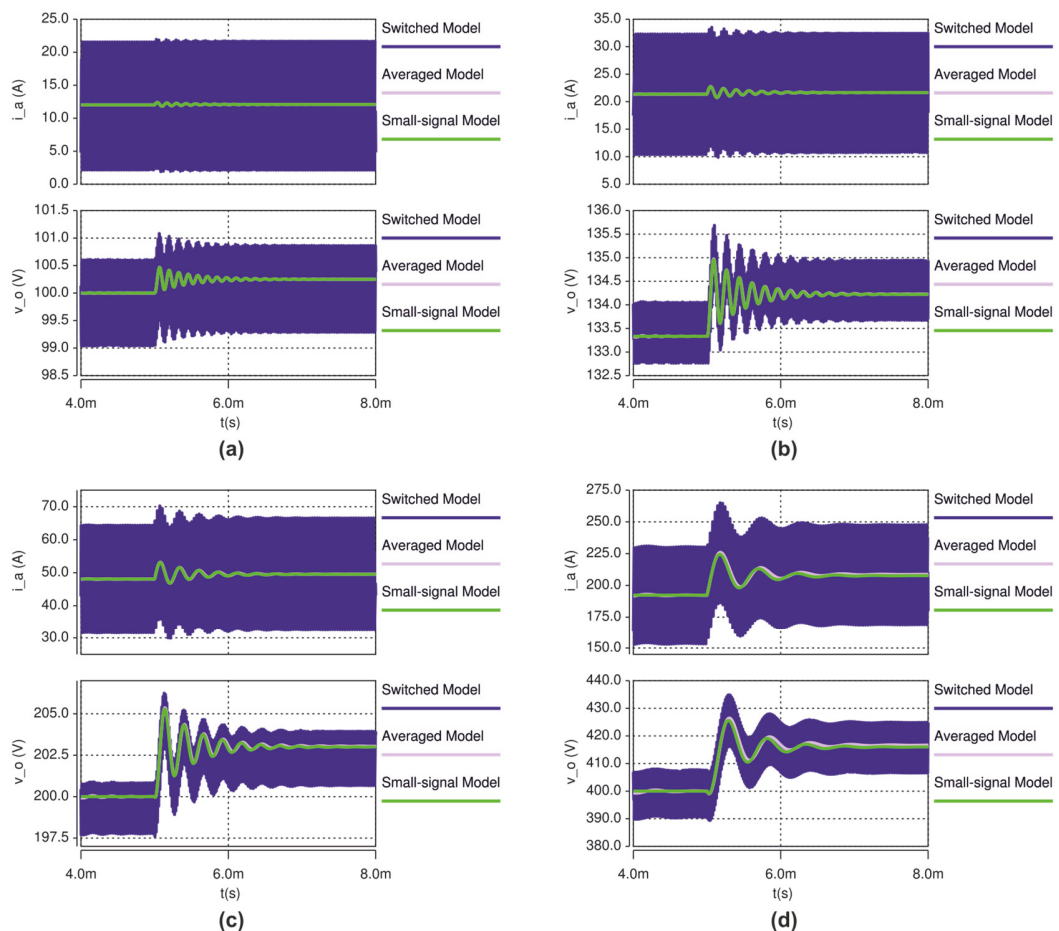 25.0
20.0
15.0
10.0
5.0
0.0
i_a (A)
Switched Model
Averaged Model
Small-signal Model
101.5
101.0
100.5
100.0
99.5
99.0
98.5
v_o (V)
Switched Model
Averaged Model
Small-signal Model
4.0m 6.0m 8.0m
t(s)
(a)
35.0
30.0
25.0
20.0
15.0
10.0
5.0
i_a (A)
Switched Model
Averaged Model
Small-signal Model
136.0
135.5
135.0
134.5
134.0
133.5
133.0
132.5
v_o (V)
Switched Model
Averaged Model
Small-signal Model
4.0m 6.0m 8.0m
t(s)
(b)
70.0
60.0
50.0
40.0
30.0
i_a (A)
Switched Model
Averaged Model
Small-signal Model
205.0
202.5
200.0
197.5
v_o (V)
Switched Model
Averaged Model
Small-signal Model
4.0m 6.0m 8.0m
t(s)
(c)
275.0
250.0
225.0
200.0
175.0
150.0
i_a (A)
Switched Model
Averaged Model
Small-signal Model
440.0
430.0
420.0
410.0
400.0
390.0
380.0
v_o (V)
Switched Model
Averaged Model
Small-signal Model
4.0m 6.0m 8.0m
t(s)
(d)